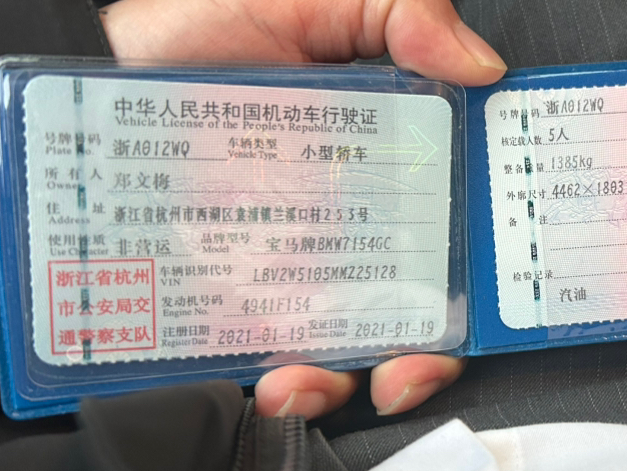 中华人民共和国机动车行驶证
Vehicle License of the People's Republic of China
号牌号码 浙A012WQ 车辆类型 小型轿车
Plate No. Vehicle Type
所有人 郑文梅
Owner
住址 浙江省杭州市西湖区袁浦镇兰溪口村253号
Address
使用性质 非营运 品牌型号 宝马牌BMW7154GC
Use Character Model
浙江省杭州
市公安局交
通警察支队
车辆识别代号 LBV2W5105MMZ25128
VIN
发动机号码 4941F154
Engine No.
注册日期 2021-01-19 发证日期 2021-01-19
Register Date Issue Date
号牌号码 浙A012WQ
核定载人数 5人
整备质量 1385kg
外廓尺寸 4462×1803
备注
检验记录
汽油